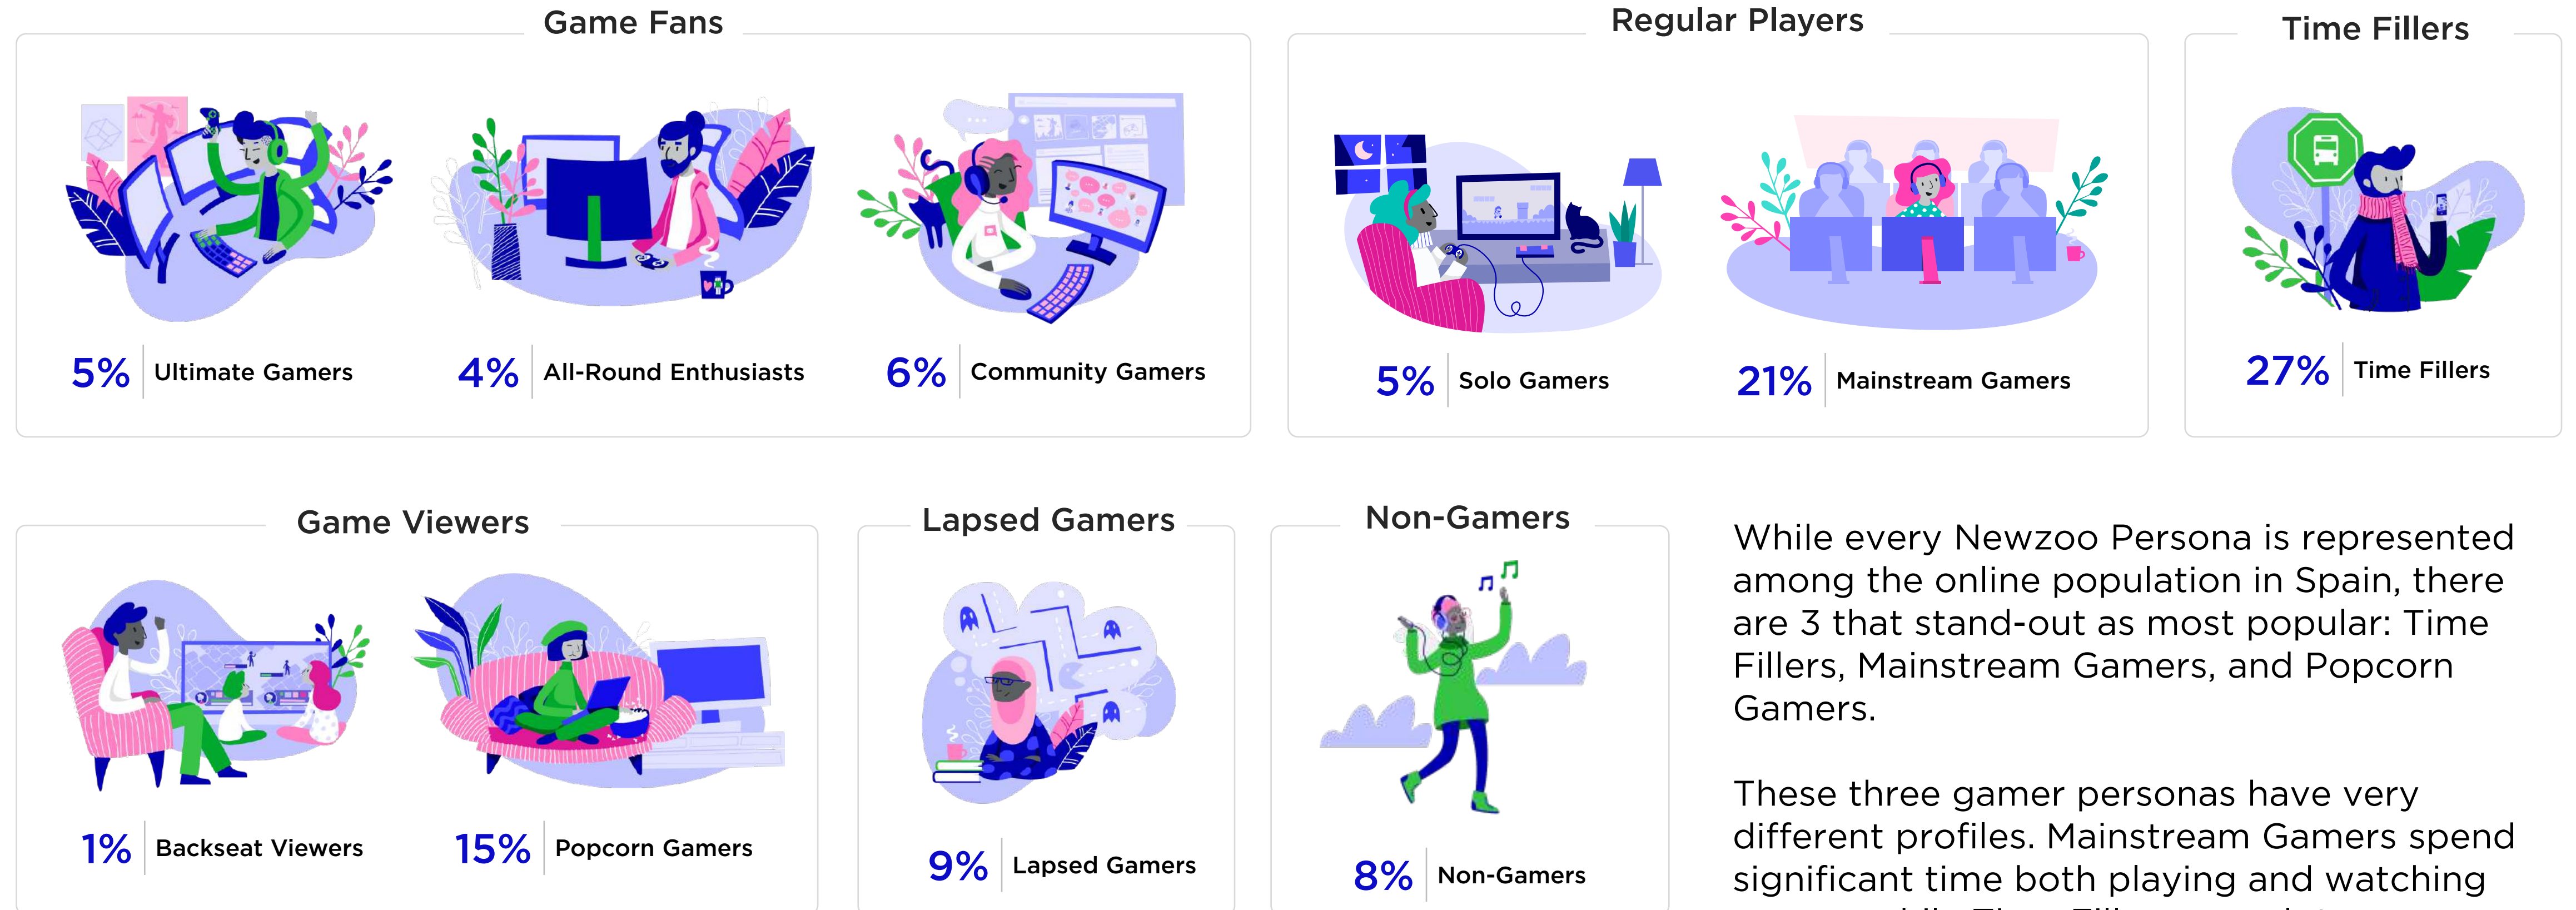 Game Fans
Regular Players
Time Fillers
5% Ultimate Gamers
4% All-Round Enthusiasts
6% Community Gamers
5% Solo Gamers
21% Mainstream Gamers
27% Time Fillers
Game Viewers
Lapsed Gamers
Non-Gamers
1% Backseat Viewers
15% Popcorn Gamers
9% Lapsed Gamers
8% Non-Gamers
While every Newzoo Persona is represented
among the online population in Spain, there
are 3 that stand-out as most popular: Time
Fillers, Mainstream Gamers, and Popcorn
Gamers.
These three gamer personas have very
different profiles. Mainstream Gamers spend
significant time both playing and watching